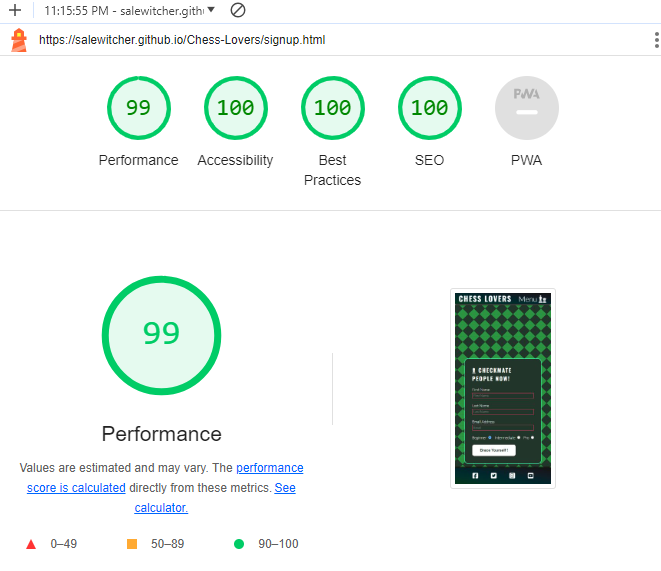 11:15:55 PM - salewitcher.gith
https://salewitcher.github.io/Chess-Lovers/signup.html
99 100 100 100 PWA
Performance Accessibility Best Practices SEO PWA
99
CHESS LOVERS Menu
CHECKMATE
PEOPLE NOW!
First Name
Last Name
Email Address
Beginner Intermediate Pro
Performance
Values are estimated and may vary. The performance
score is calculated directly from these metrics. See
calculator.
0–49 50–89 90–100